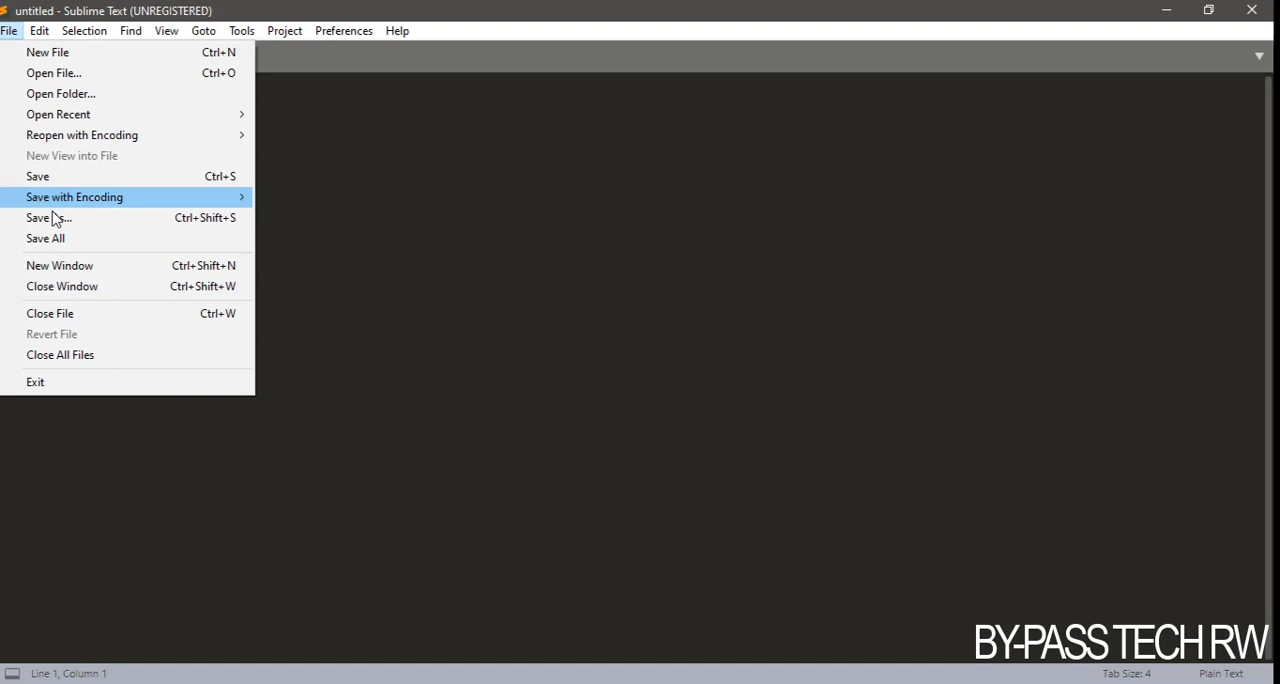 untitled - Sublime Text (UNREGISTERED)
File Edit Selection Find View Goto Tools Project Preferences Help
New File Ctrl+N
Open File... Ctrl+O
Open Folder...
Open Recent
Reopen with Encoding
New View into File
Save Ctrl+S
Save with Encoding
Save ...  Ctrl+Shift+S
Save All
New Window Ctrl+Shift+N
Close Window Ctrl+Shift+W
Close File Ctrl+W
Revert File
Close All Files
Exit
BY-PASS TECH RW
Line 1, Column 1 Tab Size: 4 Plain Text